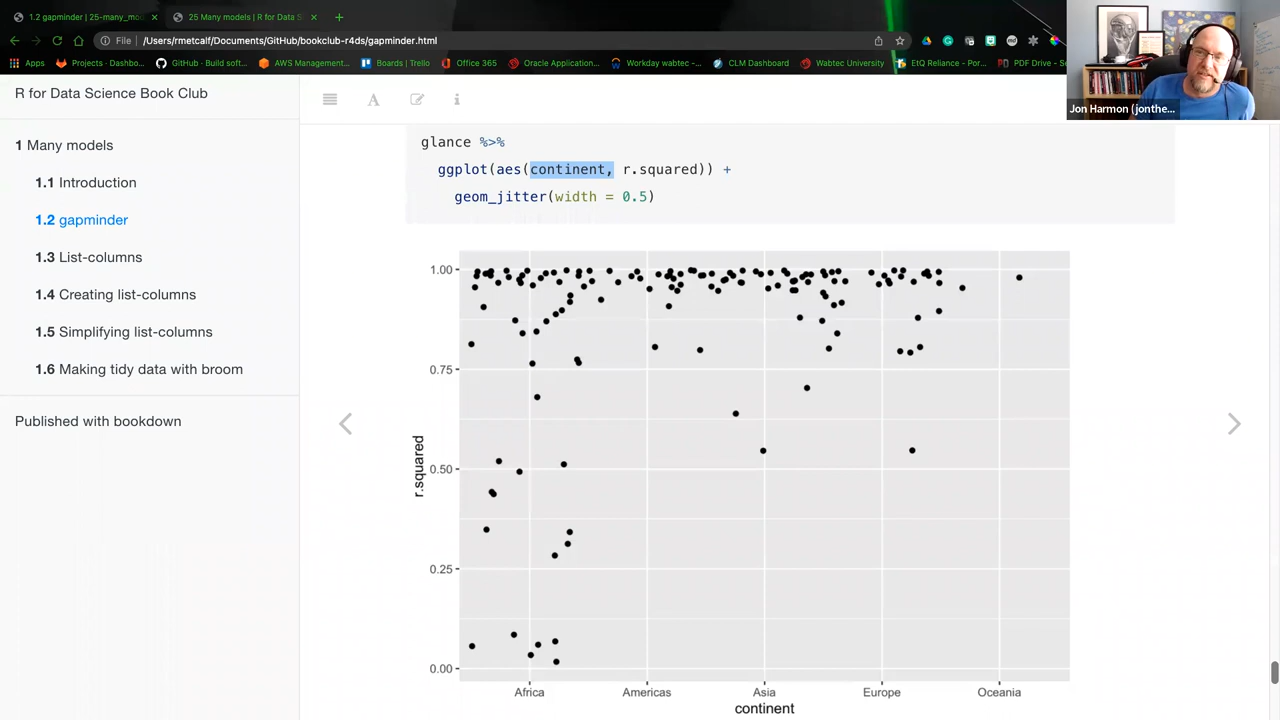 1.2 gapminder | 25-many_mo
25 Many models | R for Data S
File | /Users/rmetcalf/Documents/GitHub/bookclub-r4ds/gapminder.html
Apps
Projects · Dashbo...
GitHub · Build soft...
AWS Management...
Boards | Trello
Office 365
Oracle Application...
Workday wabtec -...
CLM Dashboard
Wabtec University
EtQ Reliance - Por...
PDF Drive - Se
Jon Harmon (jonthe...
R for Data Science Book Club
1 Many models
1.1 Introduction
1.2 gapminder
1.3 List-columns
1.4 Creating list-columns
1.5 Simplifying list-columns
1.6 Making tidy data with broom
Published with bookdown
glance %>%
ggplot(aes(continent, r.squared)) +
geom_jitter(width = 0.5)
1.00
0.75
0.50
0.25
0.00
r.squared
Africa
Americas
Asia
Europe
Oceania
continent